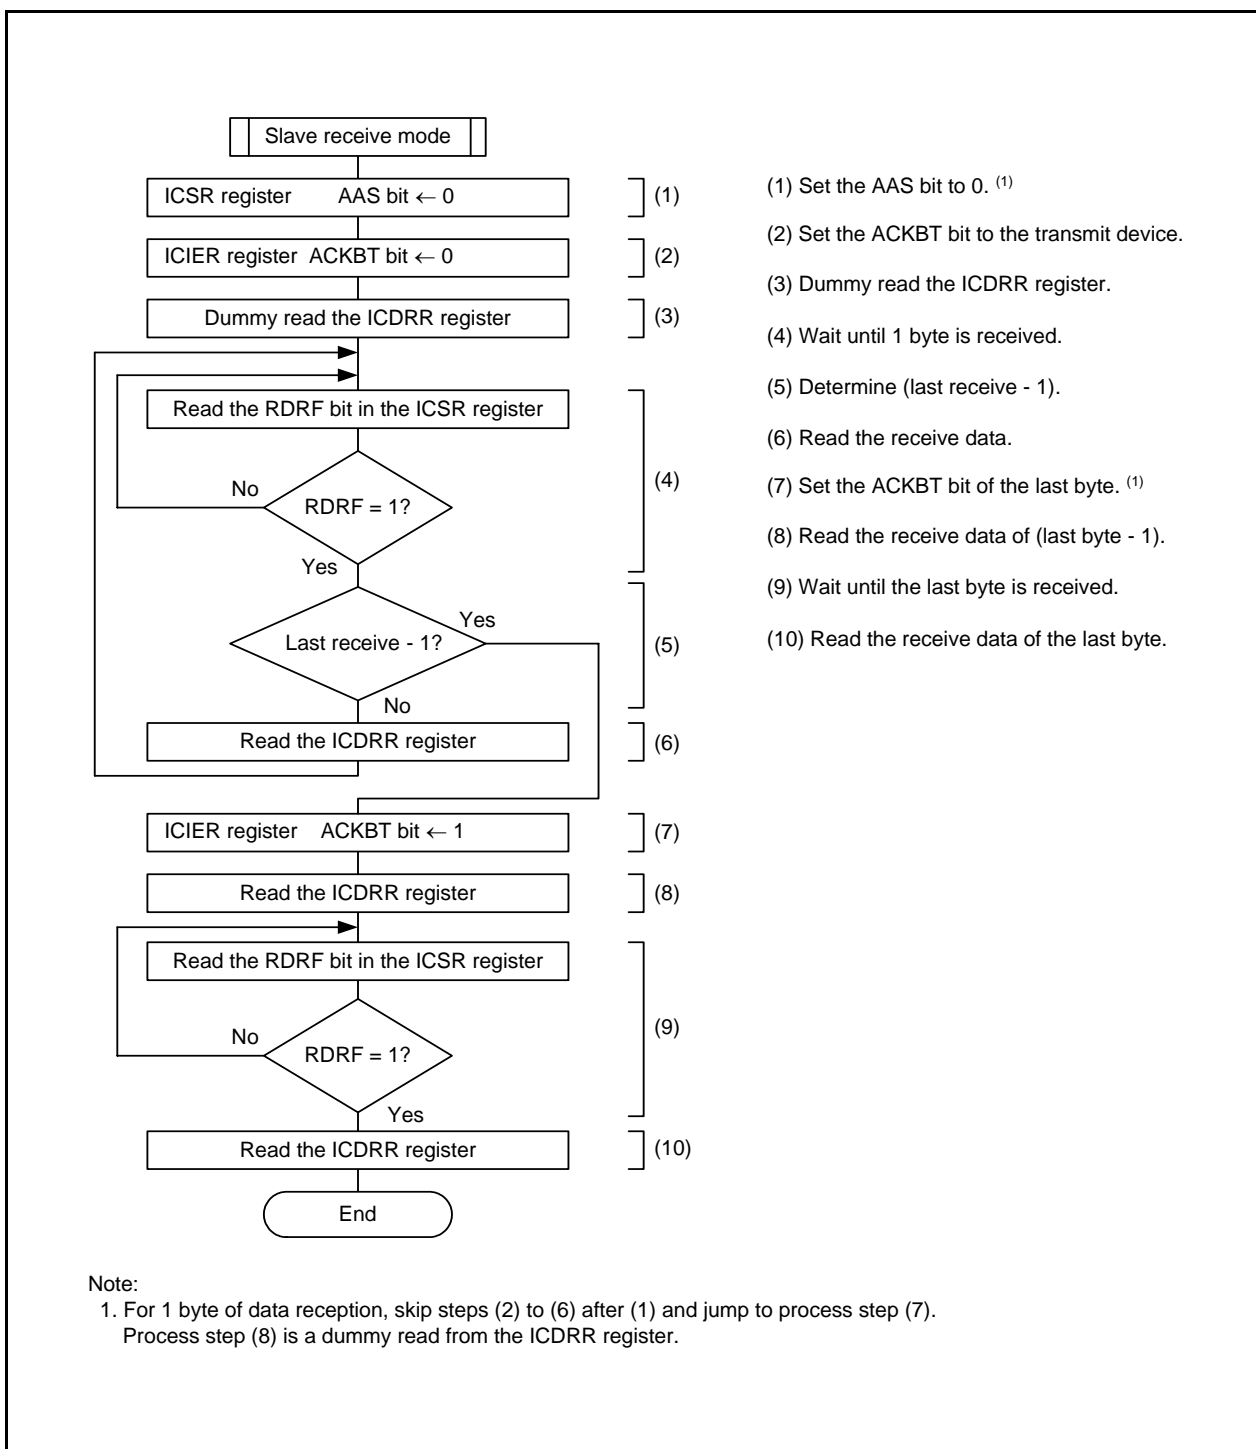 Slave receive mode
ICSR register AAS bit ← 0
(1)
ICIER register ACKBT bit ← 0
(2)
Dummy read the ICDRR register
(3)
Read the RDRF bit in the ICSR register
No
RDRF = 1?
(4)
Yes
Yes
Last receive - 1?
(5)
No
Read the ICDRR register
(6)
ICIER register ACKBT bit ← 1
(7)
Read the ICDRR register
(8)
Read the RDRF bit in the ICSR register
No
RDRF = 1?
(9)
Yes
Read the ICDRR register
(10)
End
(1) Set the AAS bit to 0. (1)
(2) Set the ACKBT bit to the transmit device.
(3) Dummy read the ICDRR register.
(4) Wait until 1 byte is received.
(5) Determine (last receive - 1).
(6) Read the receive data.
(7) Set the ACKBT bit of the last byte. (1)
(8) Read the receive data of (last byte - 1).
(9) Wait until the last byte is received.
(10) Read the receive data of the last byte.
Note:
1. For 1 byte of data reception, skip steps (2) to (6) after (1) and jump to process step (7).
Process step (8) is a dummy read from the ICDRR register.